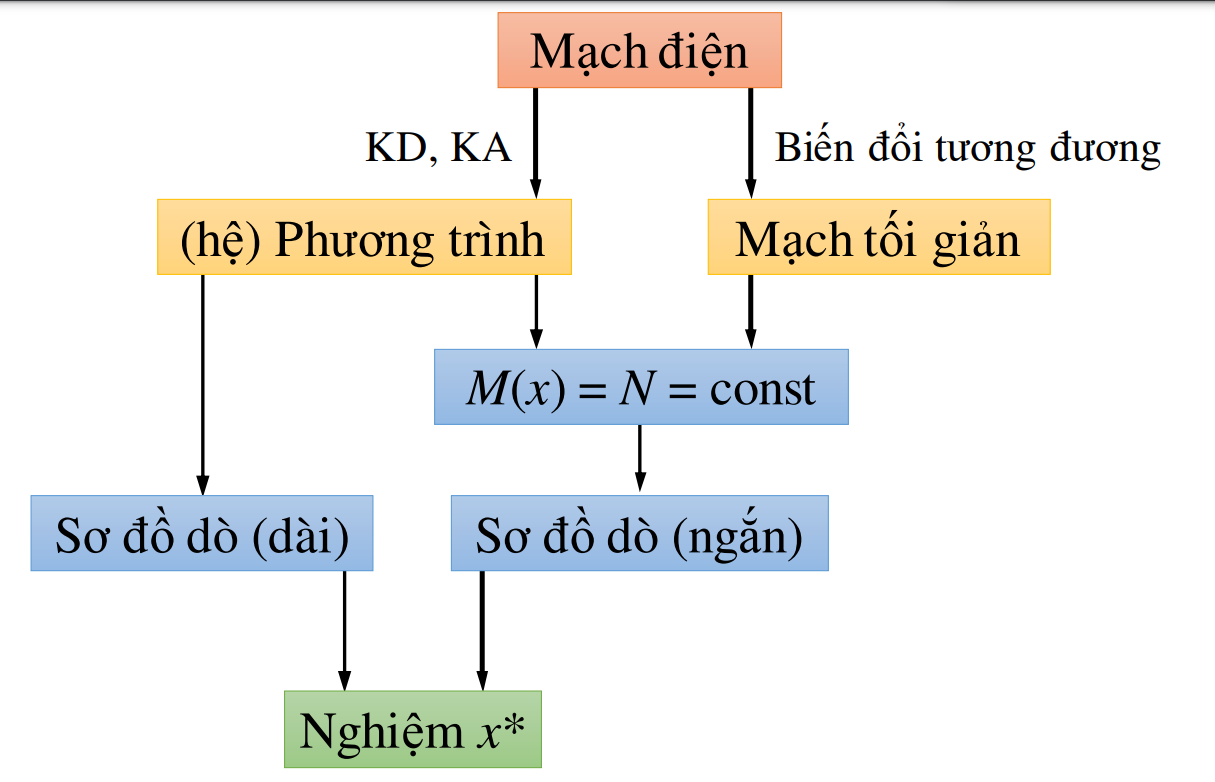 Mạch điện
KD, KA
Biến đổi tương đương
(hệ) Phương trình
Mạch tối giản
M(x) = N = const
Sơ đồ dò (dài)
Sơ đồ dò (ngắn)
Nghiệm x*